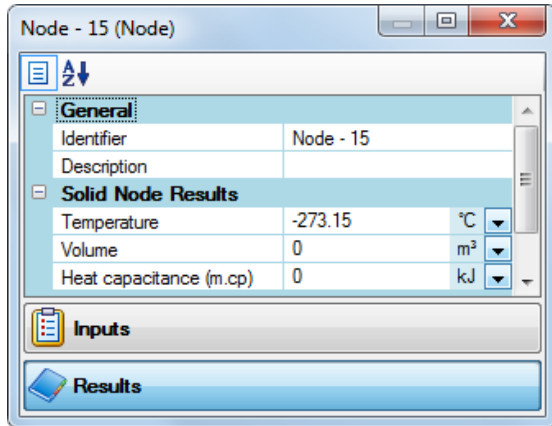 Node - 15 (Node)
General
Identifier Node - 15
Description
Solid Node Results
Temperature -273.15 °C
Volume 0 m³
Heat capacitance (m.cp) 0 kJ
Inputs
Results